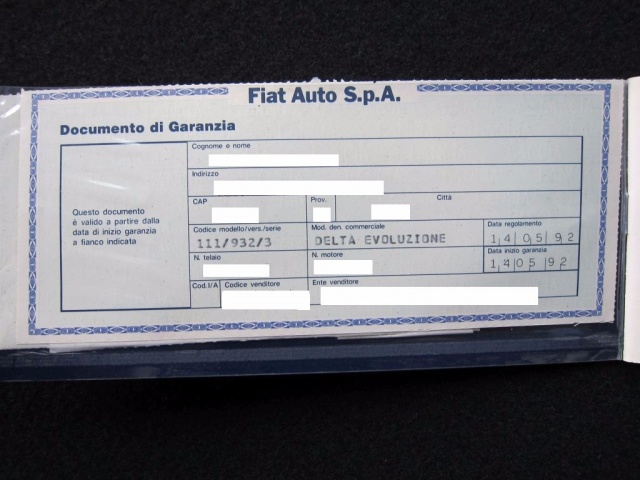 Fiat Auto S.p.A.
Documento di Garanzia
Questo documento
è valido a partire dalla
data di inizio garanzia
a fianco indicata
Cognome e nome
Indirizzo
CAP Prov. Città
Codice modello/vers./serie Mod. den. commerciale Data regolamento
111/932/3 DELTA EVOLUZIONE 14 05 92
N. telaio N. motore Data inizio garanzia
14 05 92
Cod.I/A Codice venditore Ente venditore